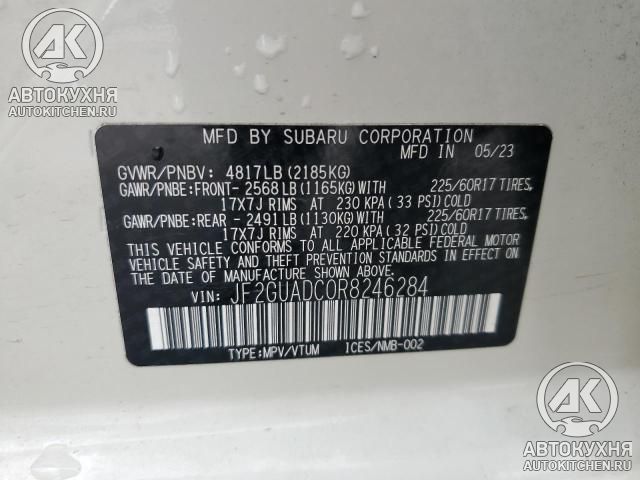 АК
АВТОКУХНЯ
AUTOKITCHEN.RU
MFD BY SUBARU CORPORATION
MFD IN 05/23
GVWR/PNBV: 4817LB(2185KG)
GAWR/PNBE:FRONT- 2568LB(1165KG)WITH 225/60R17 TIRES,
17X7J RIMS AT 230 KPA (33 PSI)COLD
GAWR/PNBE:REAR - 2491LB(1130KG)WITH 225/60R17 TIRES,
17X7J RIMS AT 220 KPA (32 PSI)COLD
THIS VEHICLE CONFORMS TO ALL APPLICABLE FEDERAL MOTOR
VEHICLE SAFETY AND THEFT PREVENTION STANDARDS IN EFFECT ON
THE DATE OF MANUFACTURE SHOWN ABOVE.
VIN: JF2GUADC0R8246284
TYPE:MPV/VTUM ICES/NMB-002
АК
АВТОКУХНЯ
AUTOKITCHEN.RU